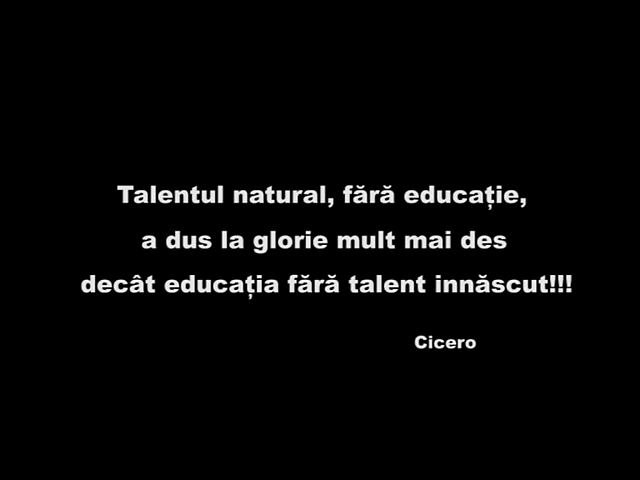 Talentul natural, fără educație,
a dus la glorie mult mai des
decât educația fără talent innăscut!!!
Cicero